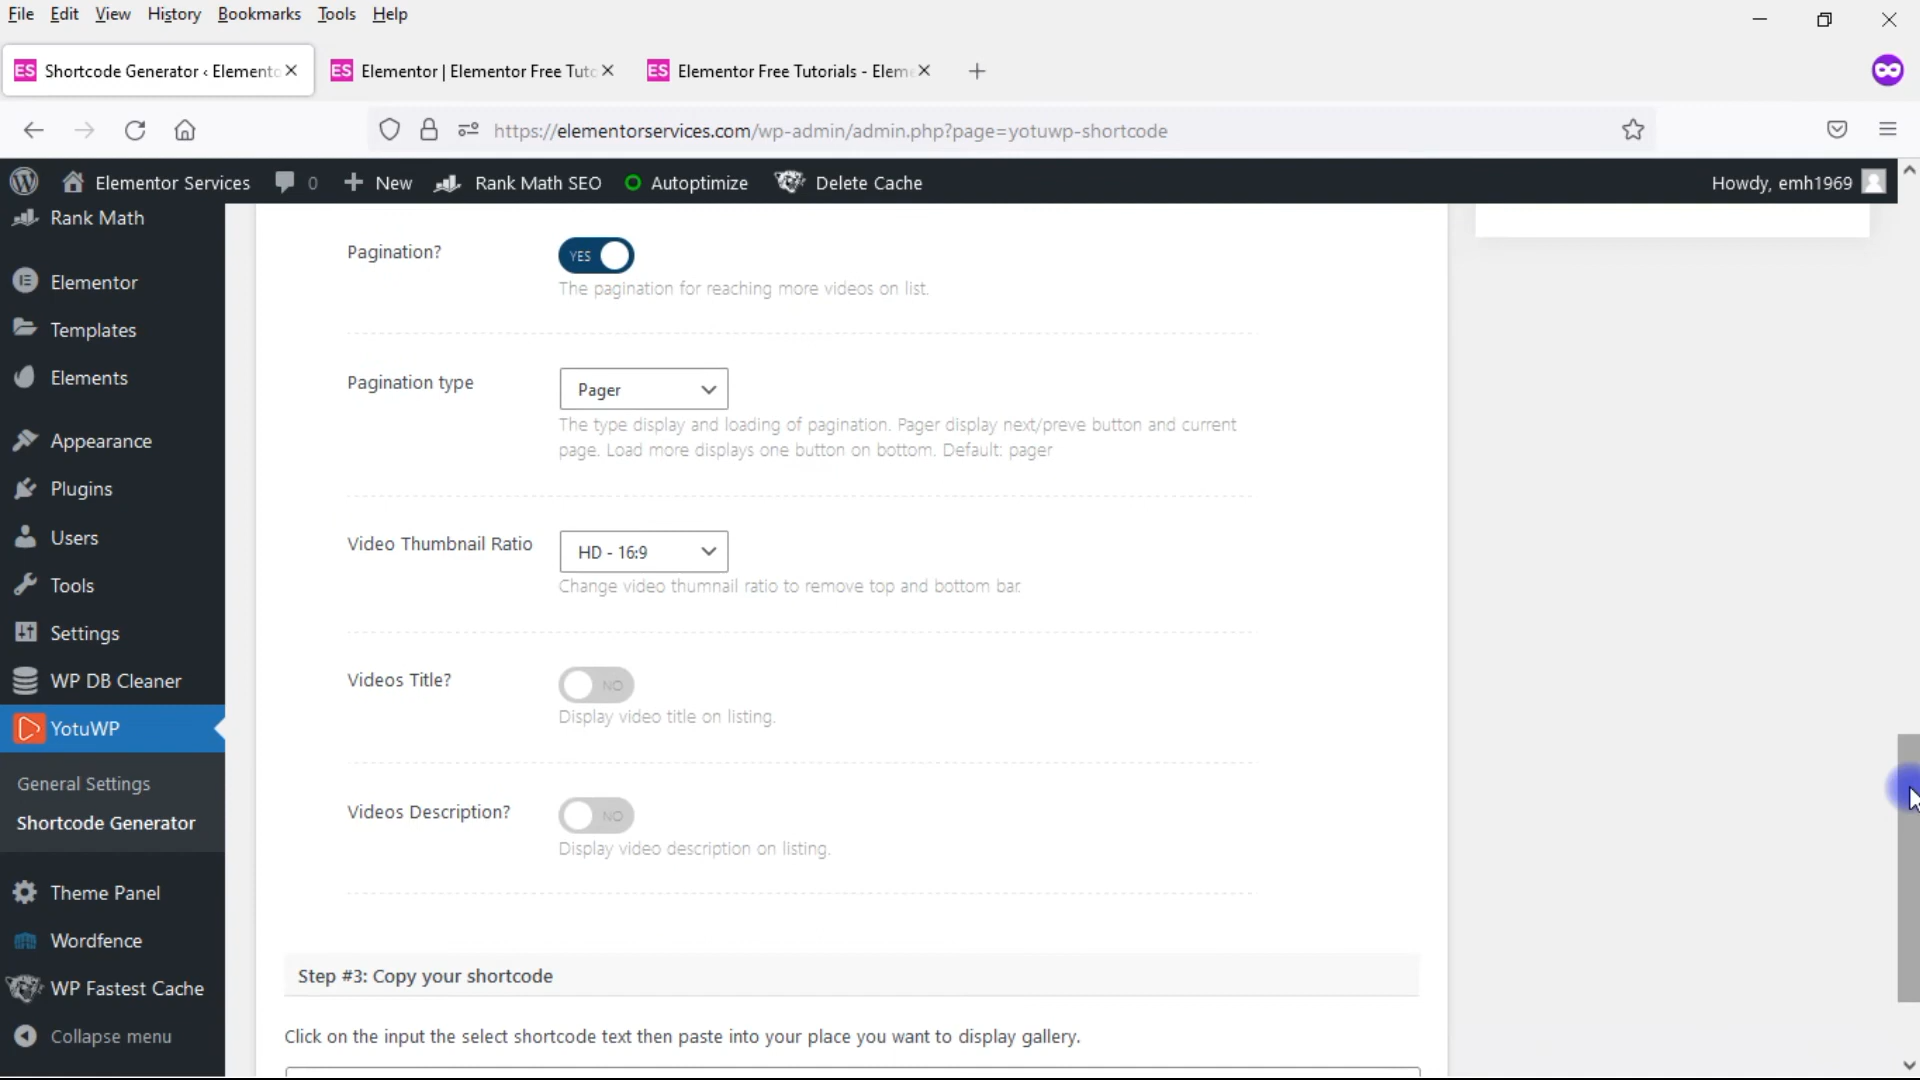 File Edit View History Bookmarks Tools Help
ES Shortcode Generator ‹ Elemento
ES Elementor | Elementor Free Tuto
ES Elementor Free Tutorials - Elem
https://elementorservices.com/wp-admin/admin.php?page=yotuwp-shortcode
Elementor Services 0 New Rank Math SEO Autoptimize Delete Cache Howdy, emh1969
Rank Math
Elementor
Templates
Elements
Appearance
Plugins
Users
Tools
Settings
WP DB Cleaner
YotuWP
General Settings
Shortcode Generator
Theme Panel
Wordfence
WP Fastest Cache
Collapse menu
Pagination? YES
The pagination for reaching more videos on list.
Pagination type Pager
The type display and loading of pagination. Pager display next/preve button and current
page. Load more displays one button on bottom. Default: pager
Video Thumbnail Ratio HD - 16:9
Change video thumnail ratio to remove top and bottom bar.
Videos Title? NO
Display video title on listing.
Videos Description? NO
Display video description on listing.
Step #3: Copy your shortcode
Click on the input the select shortcode text then paste into your place you want to display gallery.